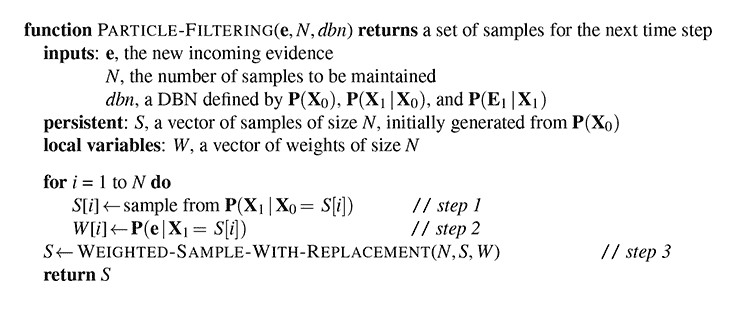 function PARTICLE-FILTERING(e, N, dbn) returns a set of samples for the next time step
inputs: e, the new incoming evidence
N, the number of samples to be maintained
dbn, a DBN defined by P(X₀), P(X₁|X₀), and P(E₁|X₁)
persistent: S, a vector of samples of size N, initially generated from P(X₀)
local variables: W, a vector of weights of size N
for i = 1 to N do
S[i]←sample from P(X₁|X₀= S[i]) // step 1
W[i]←P(e|X₁= S[i]) // step 2
S←WEIGHTED-SAMPLE-WITH-REPLACEMENT(N, S, W) // step 3
return S